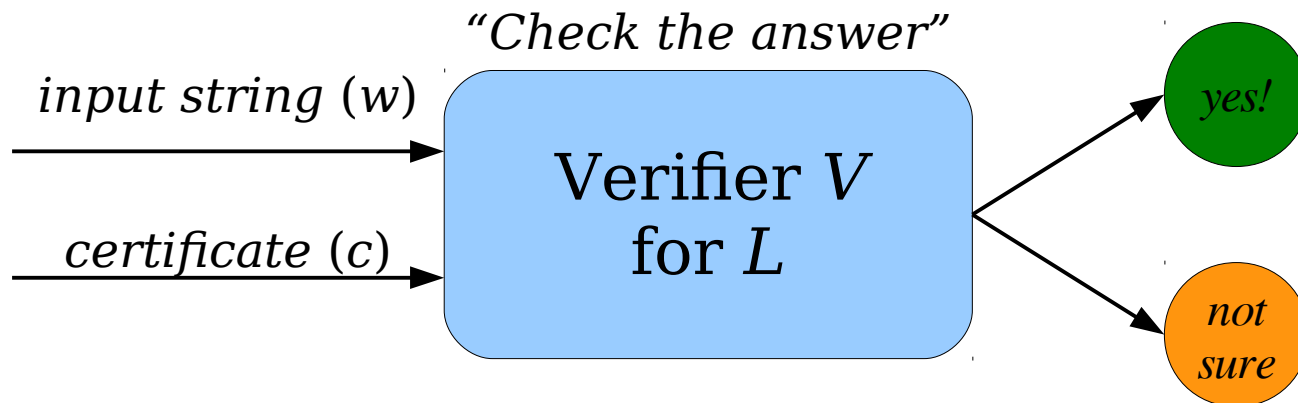 “Check the answer”
input string (w)
certificate (c)
Verifier V
for L
yes!
not
sure